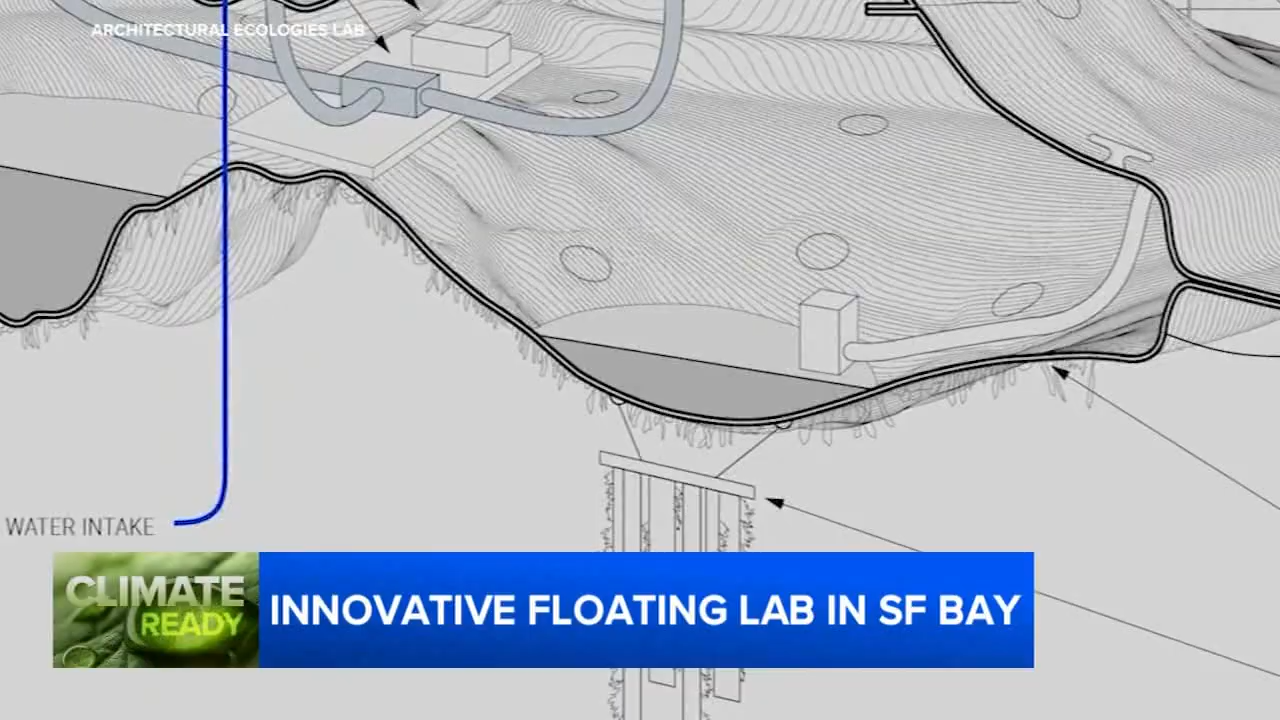 ARCHITECTURAL ECOLOGIES LAB
WATER INTAKE
CLIMATE
READY
INNOVATIVE FLOATING LAB IN SF BAY